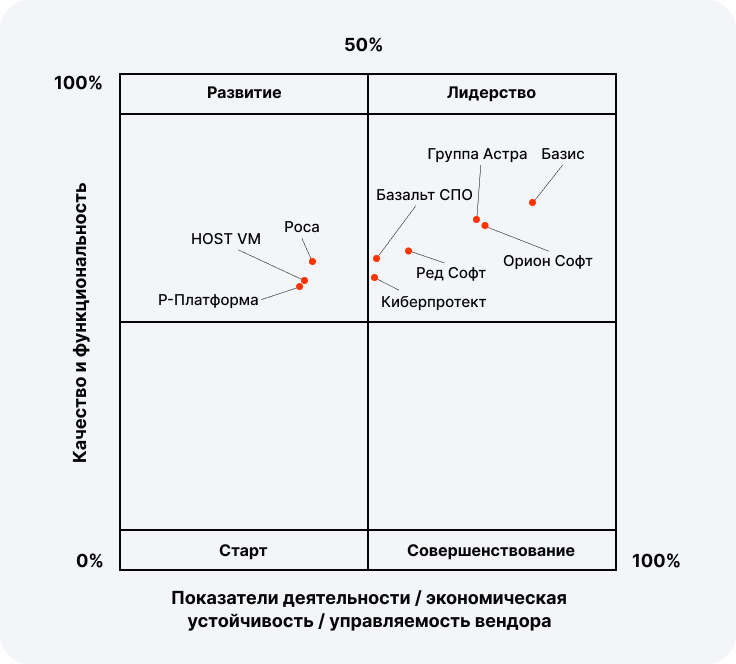 50%
100%
Развитие
Лидерство
Группа Астра
Базис
Базальт СПО
Роса
HOST VM
Орион Софт
Ред Софт
Р-Платформа
Киберпротект
Качество и функциональность
Старт
Совершенствование
0%
100%
Показатели деятельности / экономическая
устойчивость / управляемость вендора